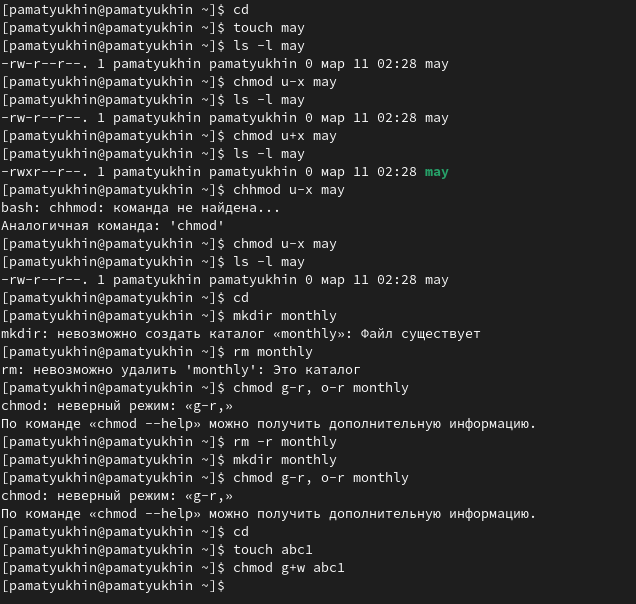 [pamatyukhin@pamatyukhin ~]$ cd
[pamatyukhin@pamatyukhin ~]$ touch may
[pamatyukhin@pamatyukhin ~]$ ls -l may
-rw-r--r--. 1 pamatyukhin pamatyukhin 0 мар 11 02:28 may
[pamatyukhin@pamatyukhin ~]$ chmod u-x may
[pamatyukhin@pamatyukhin ~]$ ls -l may
-rw-r--r--. 1 pamatyukhin pamatyukhin 0 мар 11 02:28 may
[pamatyukhin@pamatyukhin ~]$ chmod u+x may
[pamatyukhin@pamatyukhin ~]$ ls -l may
-rwxr--r--. 1 pamatyukhin pamatyukhin 0 мар 11 02:28 may
[pamatyukhin@pamatyukhin ~]$ chhmod u-x may
bash: chhmod: команда не найдена...
Аналогичная команда: 'chmod'
[pamatyukhin@pamatyukhin ~]$ chmod u-x may
[pamatyukhin@pamatyukhin ~]$ ls -l may
-rw-r--r--. 1 pamatyukhin pamatyukhin 0 мар 11 02:28 may
[pamatyukhin@pamatyukhin ~]$ cd
[pamatyukhin@pamatyukhin ~]$ mkdir monthly
mkdir: невозможно создать каталог «monthly»: Файл существует
[pamatyukhin@pamatyukhin ~]$ rm monthly
rm: невозможно удалить 'monthly': Это каталог
[pamatyukhin@pamatyukhin ~]$ chmod g-r, o-r monthly
chmod: неверный режим: «g-r,»
По команде «chmod --help» можно получить дополнительную информацию.
[pamatyukhin@pamatyukhin ~]$ rm -r monthly
[pamatyukhin@pamatyukhin ~]$ mkdir monthly
[pamatyukhin@pamatyukhin ~]$ chmod g-r, o-r monthly
chmod: неверный режим: «g-r,»
По команде «chmod --help» можно получить дополнительную информацию.
[pamatyukhin@pamatyukhin ~]$ cd
[pamatyukhin@pamatyukhin ~]$ touch abc1
[pamatyukhin@pamatyukhin ~]$ chmod g+w abc1
[pamatyukhin@pamatyukhin ~]$